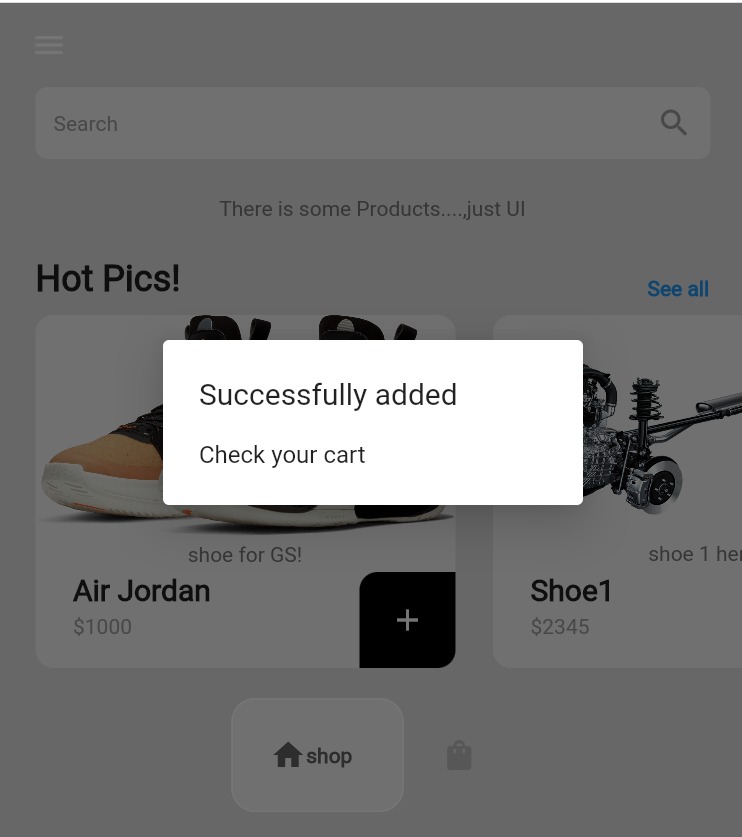 Search
There is some Products....,just UI
Hot Pics!
See all
Successfully added
Check your cart
shoe for GS!
shoe 1 her
Air Jordan
$1000
+
Shoe1
$2345
shop